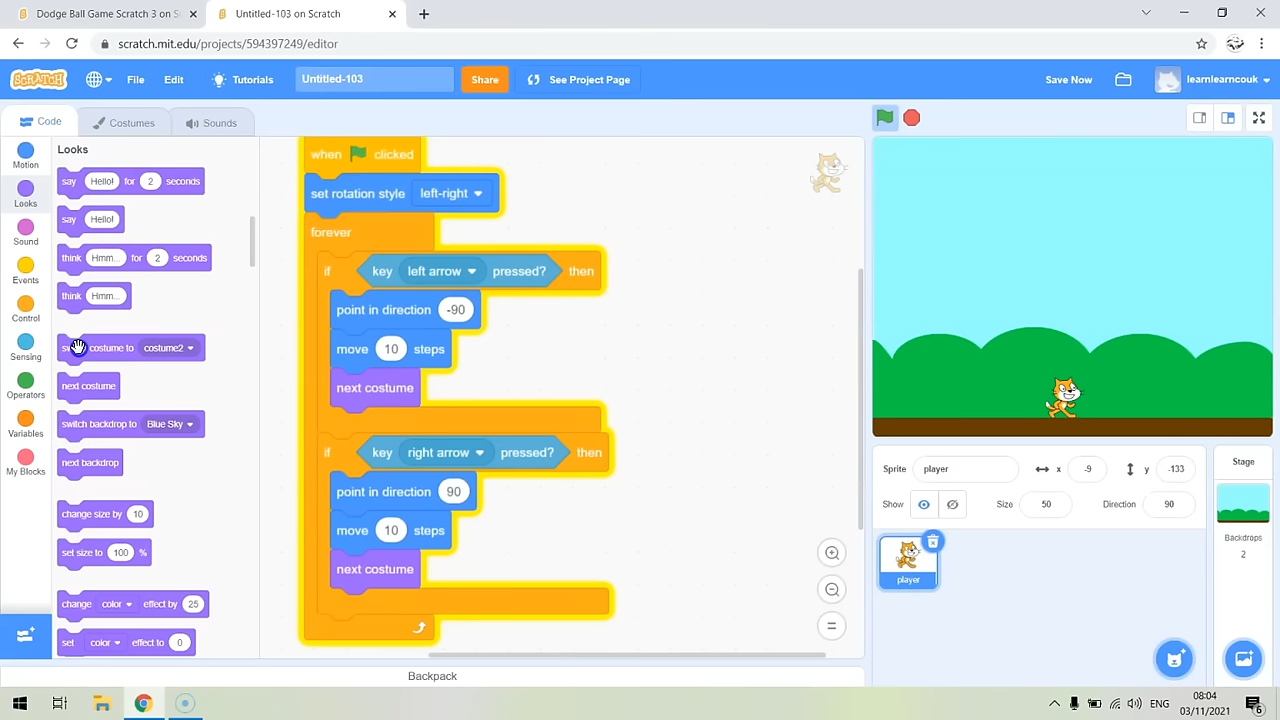 Dodge Ball Game Scratch 3 on S
Untitled-103 on Scratch
scratch.mit.edu/projects/594397249/editor
SCRATCH
File
Edit
Tutorials
Untitled-103
Share
See Project Page
Save Now
learnlearncouk
Code
Costumes
Sounds
Motion
Looks
Sound
Events
Control
Sensing
Operators
Variables
My Blocks
Looks
say Hello! for 2 seconds
say Hello!
think Hmm... for 2 seconds
think Hmm...
costume to costume2
next costume
switch backdrop to Blue Sky
next backdrop
change size by 10
set size to 100 %
change color effect by 25
set color effect to 0
when clicked
set rotation style left-right
forever
if key left arrow pressed? then
point in direction -90
move 10 steps
next costume
if key right arrow pressed? then
point in direction 90
move 10 steps
next costume
Backpack
Sprite player x -9 y -133
Show Size 50 Direction 90
player
Stage
Backdrops
2
ENG
08:04
03/11/2021
6